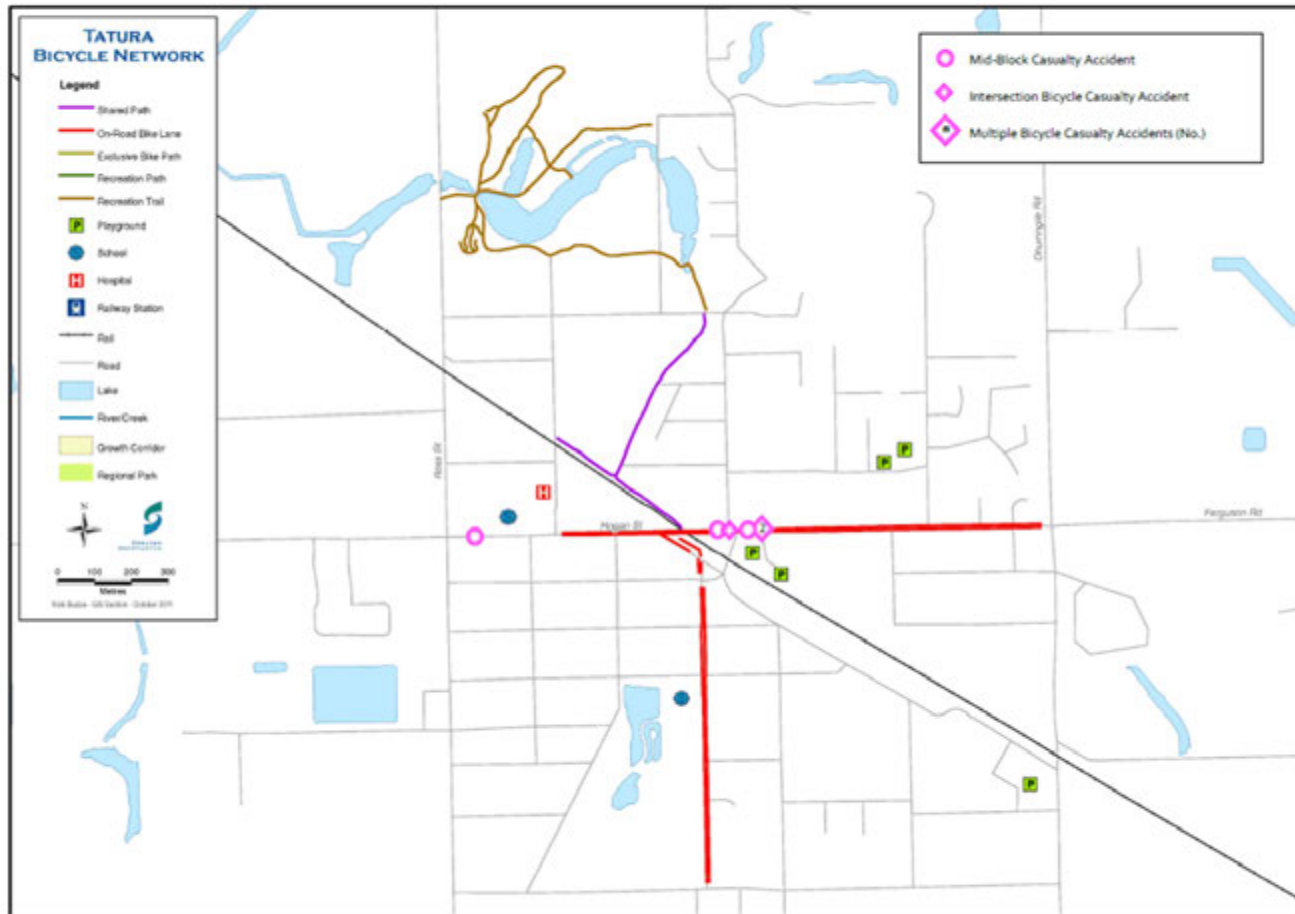 TATURA
BICYCLE NETWORK
Legend
Shared Path
On-Road Bike Lane
Exclusive Bike Path
Recreation Path
Recreation Trail
P Playground
School
H Hospital
Railway Station
Rail
Road
Lake
River/Creek
Growth Corridor
Regional Park
N
0 100 200 300
Metres
Mid-Block Casualty Accident
Intersection Bicycle Casualty Accident
Multiple Bicycle Casualty Accidents (No.)
Dhurringile Rd
P
P
Ross St
H
Hogan St
2
Ferguson Rd
P
P
P